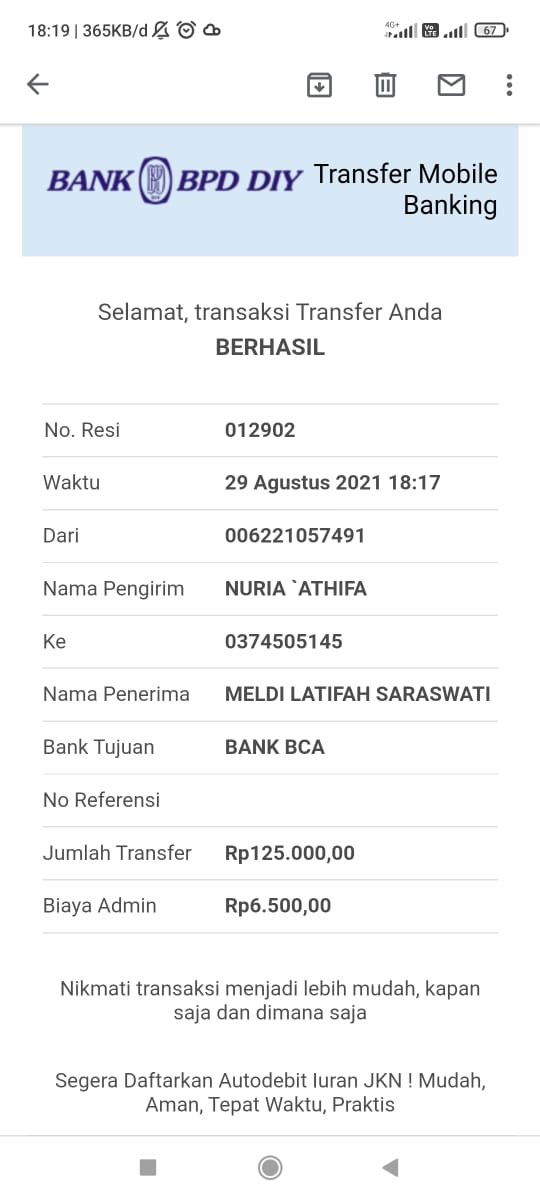 18:19 | 365KB/d
4G+
4G
Vo LTE
67
BANK BPD DIY Transfer Mobile
Banking
Selamat, transaksi Transfer Anda
BERHASIL
No. Resi 012902
Waktu 29 Agustus 2021 18:17
Dari 006221057491
Nama Pengirim NURIA `ATHIFA
Ke 0374505145
Nama Penerima MELDI LATIFAH SARASWATI
Bank Tujuan BANK BCA
No Referensi
Jumlah Transfer Rp125.000,00
Biaya Admin Rp6.500,00
Nikmati transaksi menjadi lebih mudah, kapan
saja dan dimana saja
Segera Daftarkan Autodebit Iuran JKN ! Mudah,
Aman, Tepat Waktu, Praktis